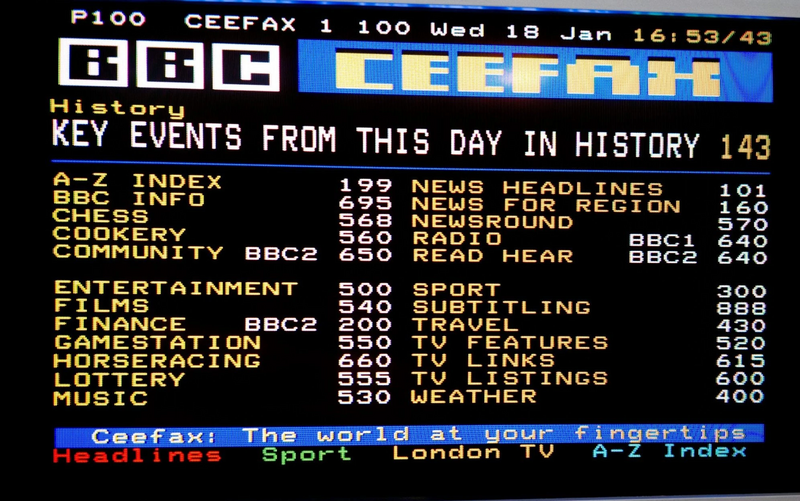 P100 CEEFAX 1 100 Wed 18 Jan 16:53/43
BBC CEEFAX
History
KEY EVENTS FROM THIS DAY IN HISTORY 143
A-Z INDEX 199 NEWS HEADLINES 101
BBC INFO 695 NEWS FOR REGION 160
CHESS 568 NEWSROUND 570
COOKERY 560 RADIO BBC1 640
COMMUNITY BBC2 650 READ HEAR BBC2 640
ENTERTAINMENT 500 SPORT 300
FILMS 540 SUBTITLING 888
FINANCE BBC2 200 TRAVEL 430
GAMESTATION 550 TV FEATURES 520
HORSERACING 660 TV LINKS 615
LOTTERY 555 TV LISTINGS 600
MUSIC 530 WEATHER 400
Ceefax: The world at your fingertips
Headlines Sport London TV A-Z Index